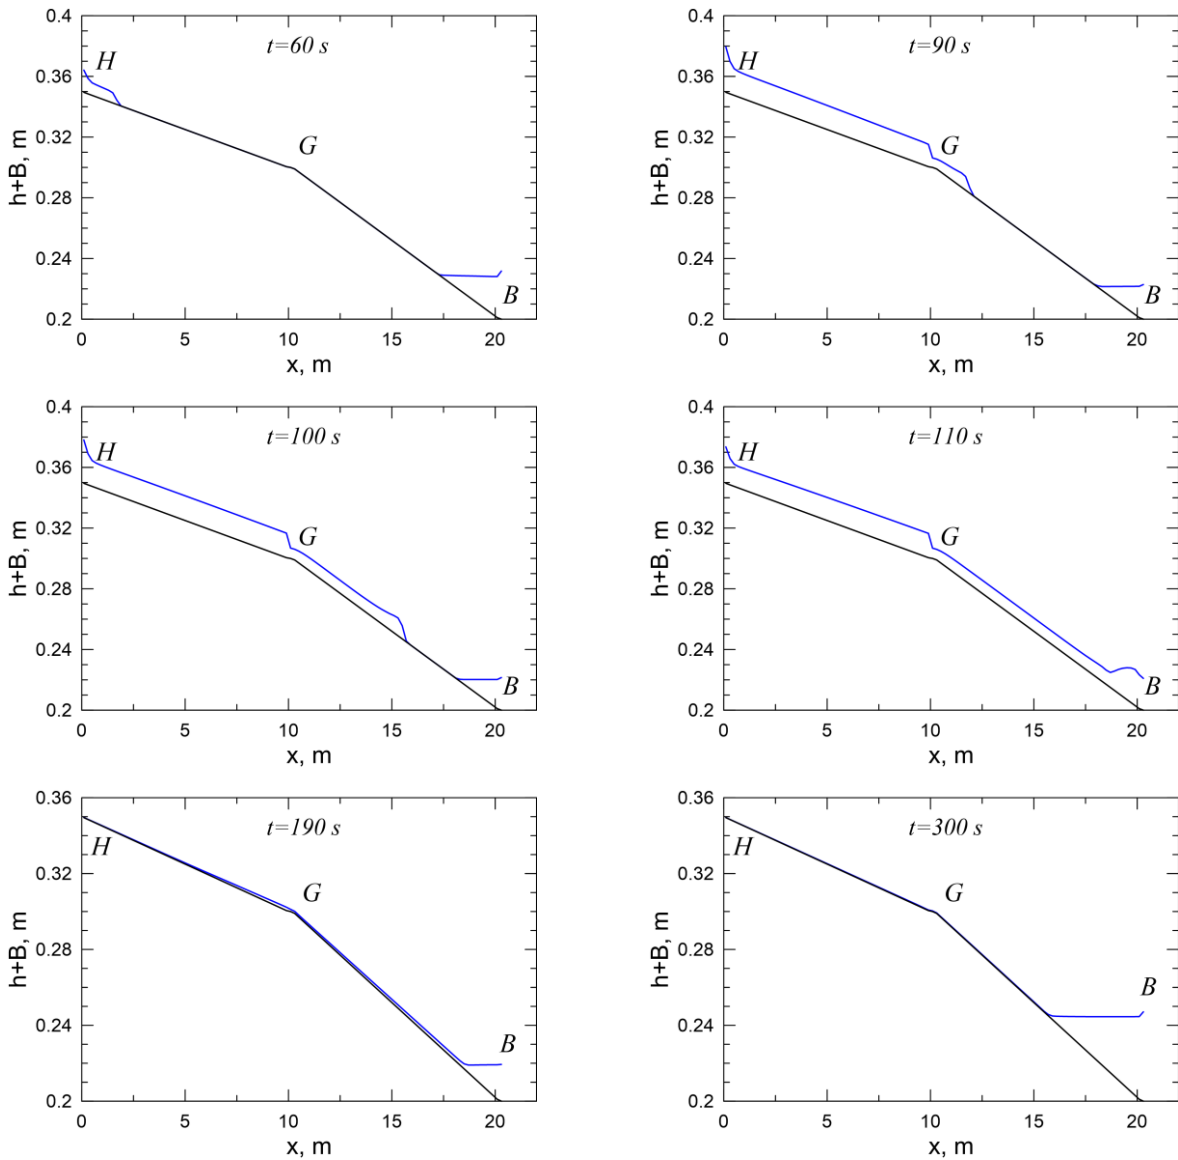 0.4
0.36
0.32
0.28
0.24
0.2
h+B, m
t=60 s
H
G
B
0 5 10 15 20
x, m
0.4
0.36
0.32
0.28
0.24
0.2
h+B, m
t=90 s
H
G
B
0 5 10 15 20
x, m
0.4
0.36
0.32
0.28
0.24
0.2
h+B, m
t=100 s
H
G
B
0 5 10 15 20
x, m
0.4
0.36
0.32
0.28
0.24
0.2
h+B, m
t=110 s
H
G
B
0 5 10 15 20
x, m
0.36
0.32
0.28
0.24
0.2
h+B, m
t=190 s
H
G
B
0 5 10 15 20
x, m
0.36
0.32
0.28
0.24
0.2
h+B, m
t=300 s
H
G
B
0 5 10 15 20
x, m